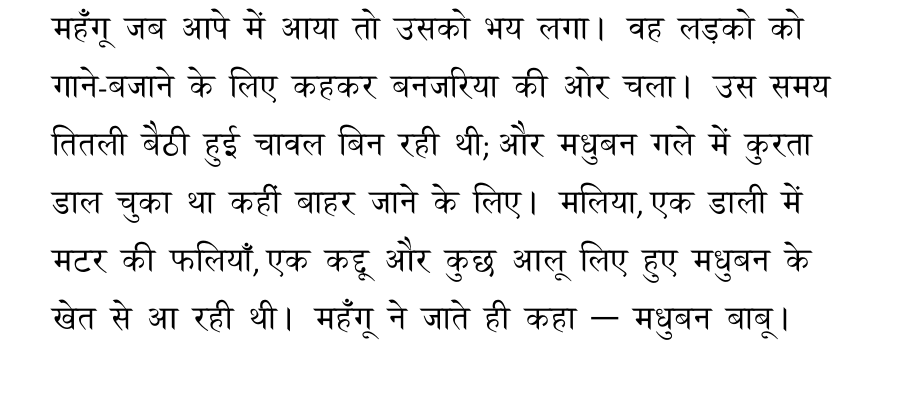 महँगू जब आपे में आया तो उसको भय लगा। वह लड़को को
गाने-बजाने के लिए कहकर बनजरिया की ओर चला। उस समय
तितली बैठी हुई चावल बिन रही थी; और मधुबन गले में कुरता
डाल चुका था कहीं बाहर जाने के लिए। मलिया, एक डाली में
मटर की फलियाँ, एक कद्दू और कुछ आलू लिए हुए मधुबन के
खेत से आ रही थी। महँगू ने जाते ही कहा — मधुबन बाबू।